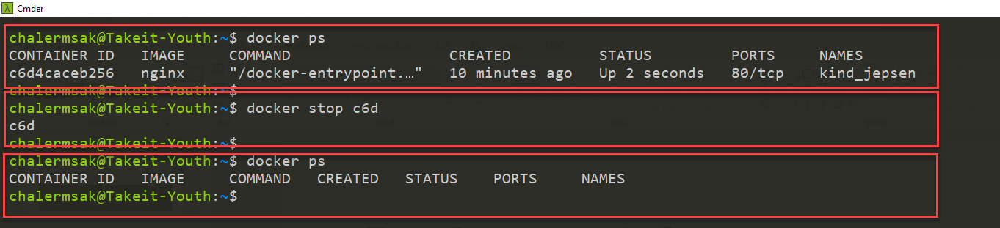 Cmder
chalermsak@Takeit-Youth:~$ docker ps
CONTAINER ID   IMAGE     COMMAND                  CREATED          STATUS         PORTS     NAMES
c6d4caceb256   nginx     "/docker-entrypoint.…"   10 minutes ago   Up 2 seconds   80/tcp    kind_jepsen
chalermsak@Takeit-Youth:~$
chalermsak@Takeit-Youth:~$ docker stop c6d
c6d
chalermsak@Takeit-Youth:~$
chalermsak@Takeit-Youth:~$ docker ps
CONTAINER ID   IMAGE     COMMAND   CREATED   STATUS    PORTS     NAMES
chalermsak@Takeit-Youth:~$